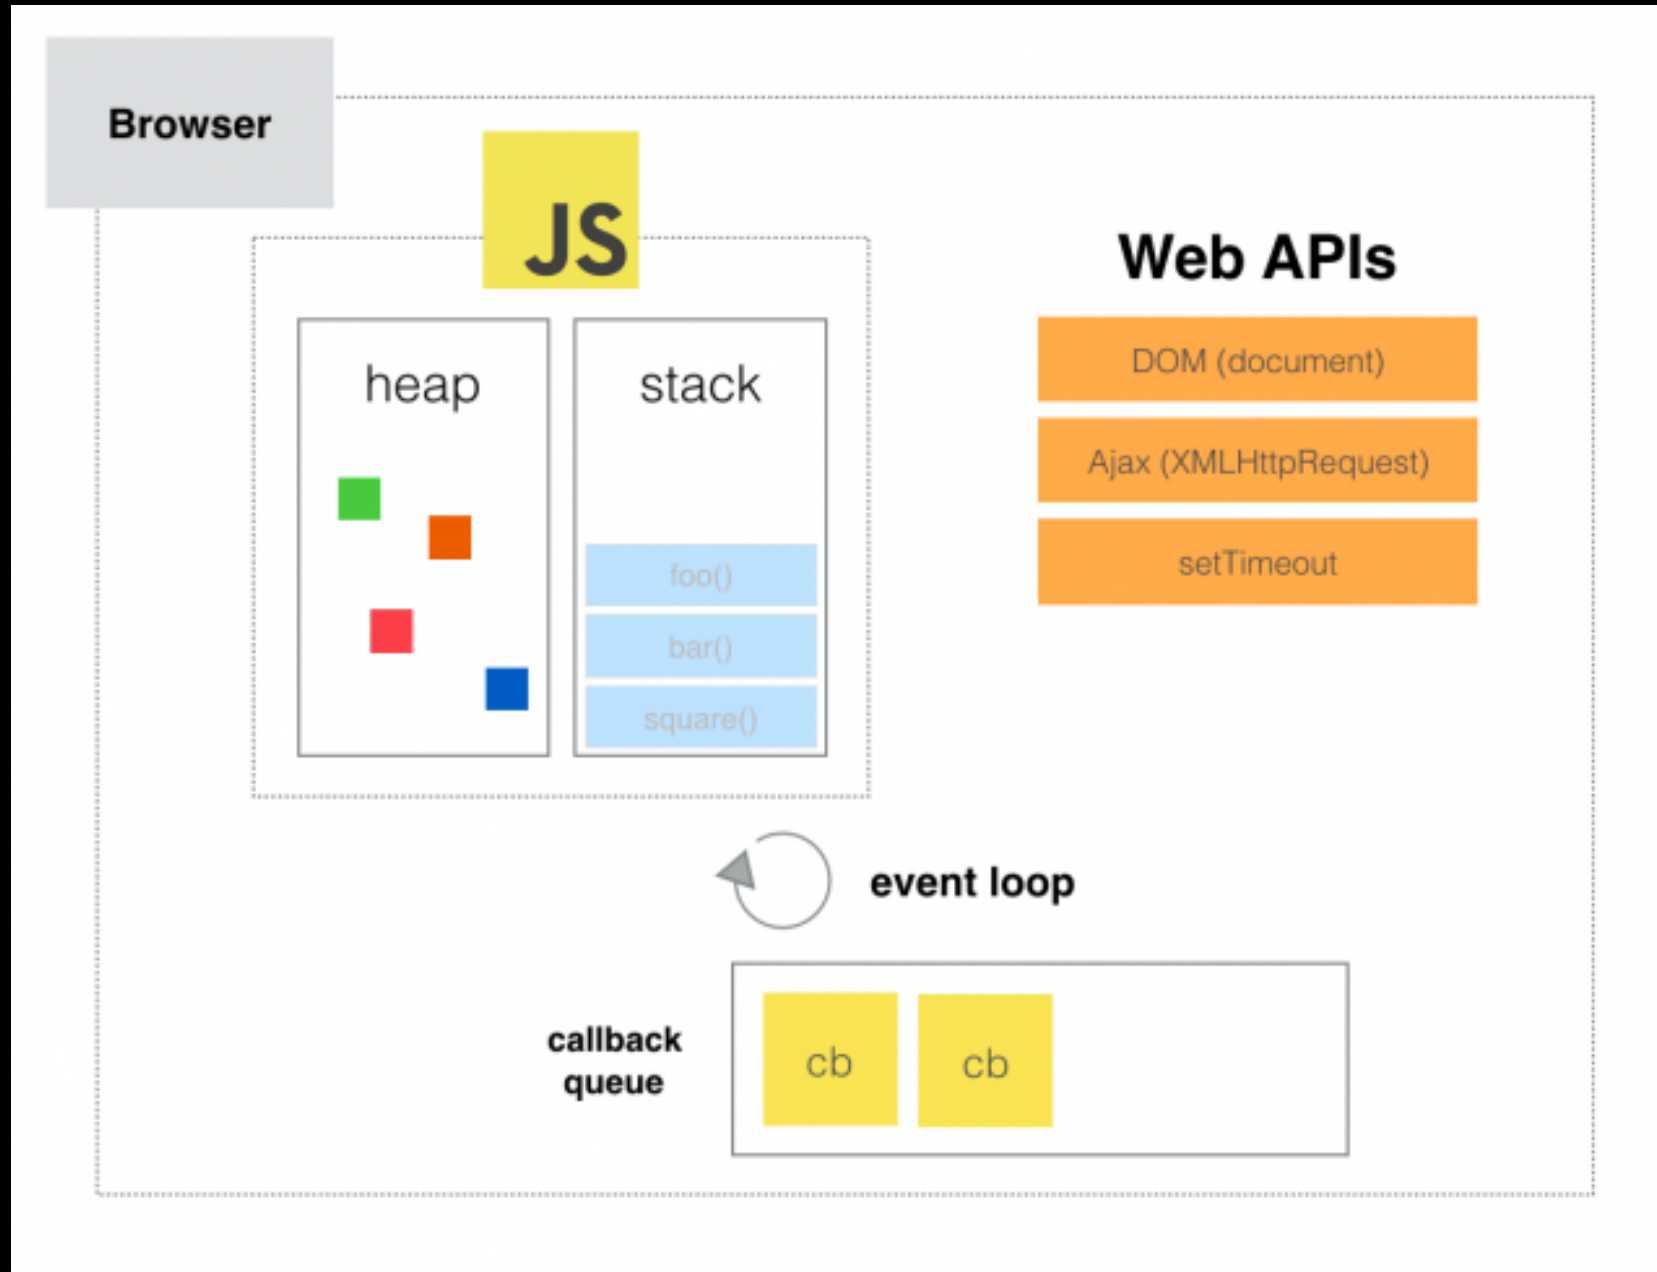 Browser
JS
heap
stack
foo()
bar()
square()
Web APIs
DOM (document)
Ajax (XMLHttpRequest)
setTimeout
event loop
callback
queue
cb
cb